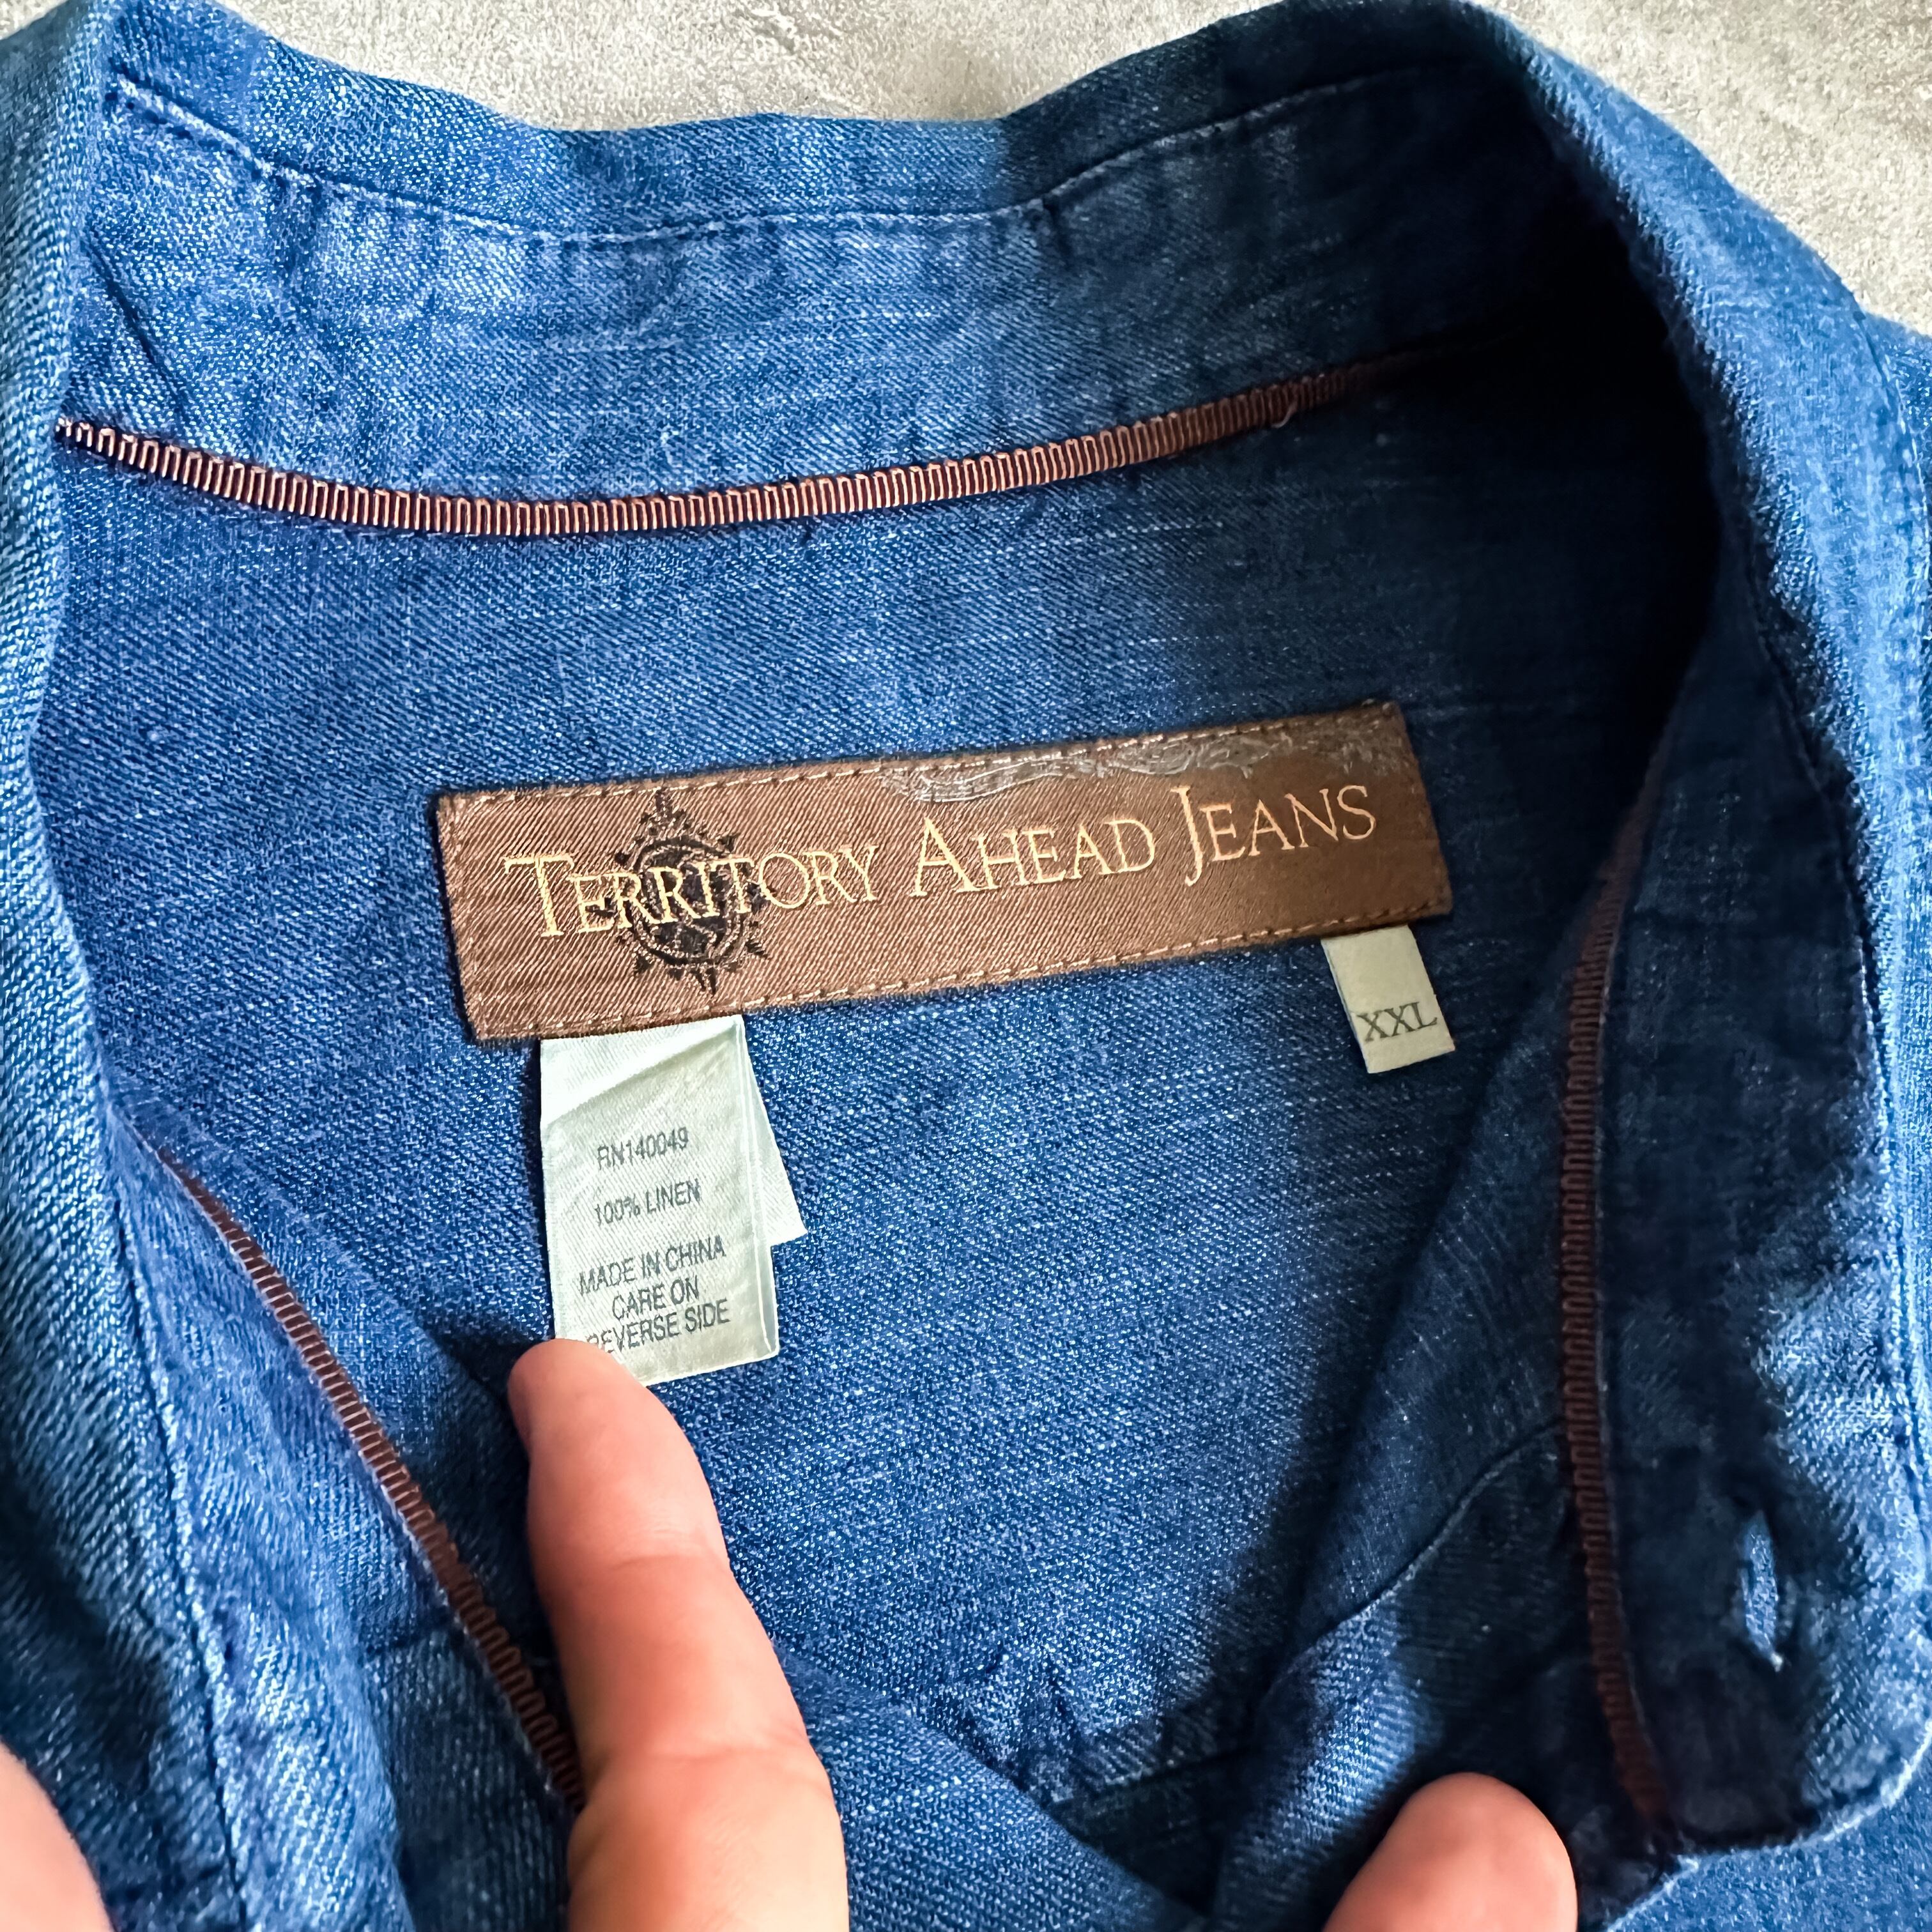 TERRITORY AHEAD JEANS
XXL
RN140049
100% LINEN
MADE IN CHINA
CARE ON
REVERSE SIDE